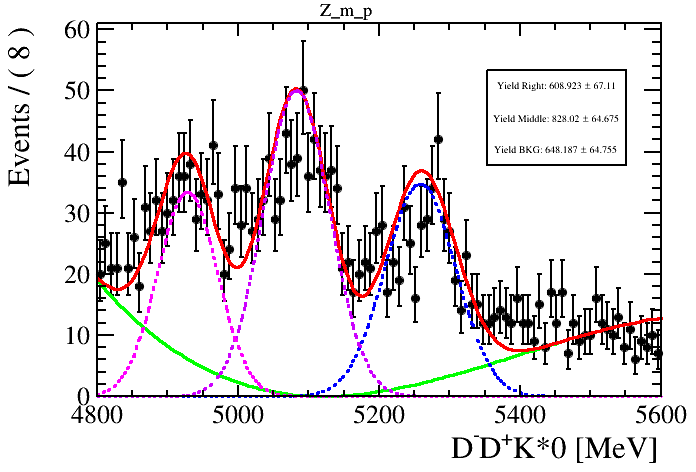 Z_m_p
Events / ( 8 )
60
50
40
30
20
10
0
Yield Right: 608.923 ± 67.11
Yield Middle: 828.02 ± 64.675
Yield BKG: 648.187 ± 64.755
4800 5000 5200 5400 5600
D⁻D⁺K*0 [MeV]